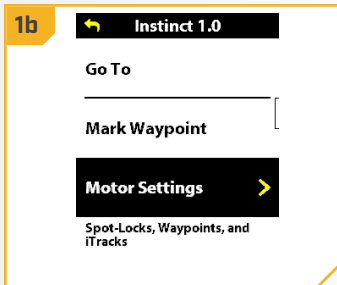 1b
Instinct 1.0
Go To
Mark Waypoint
Motor Settings
Spot-Locks, Waypoints, and
iTracks